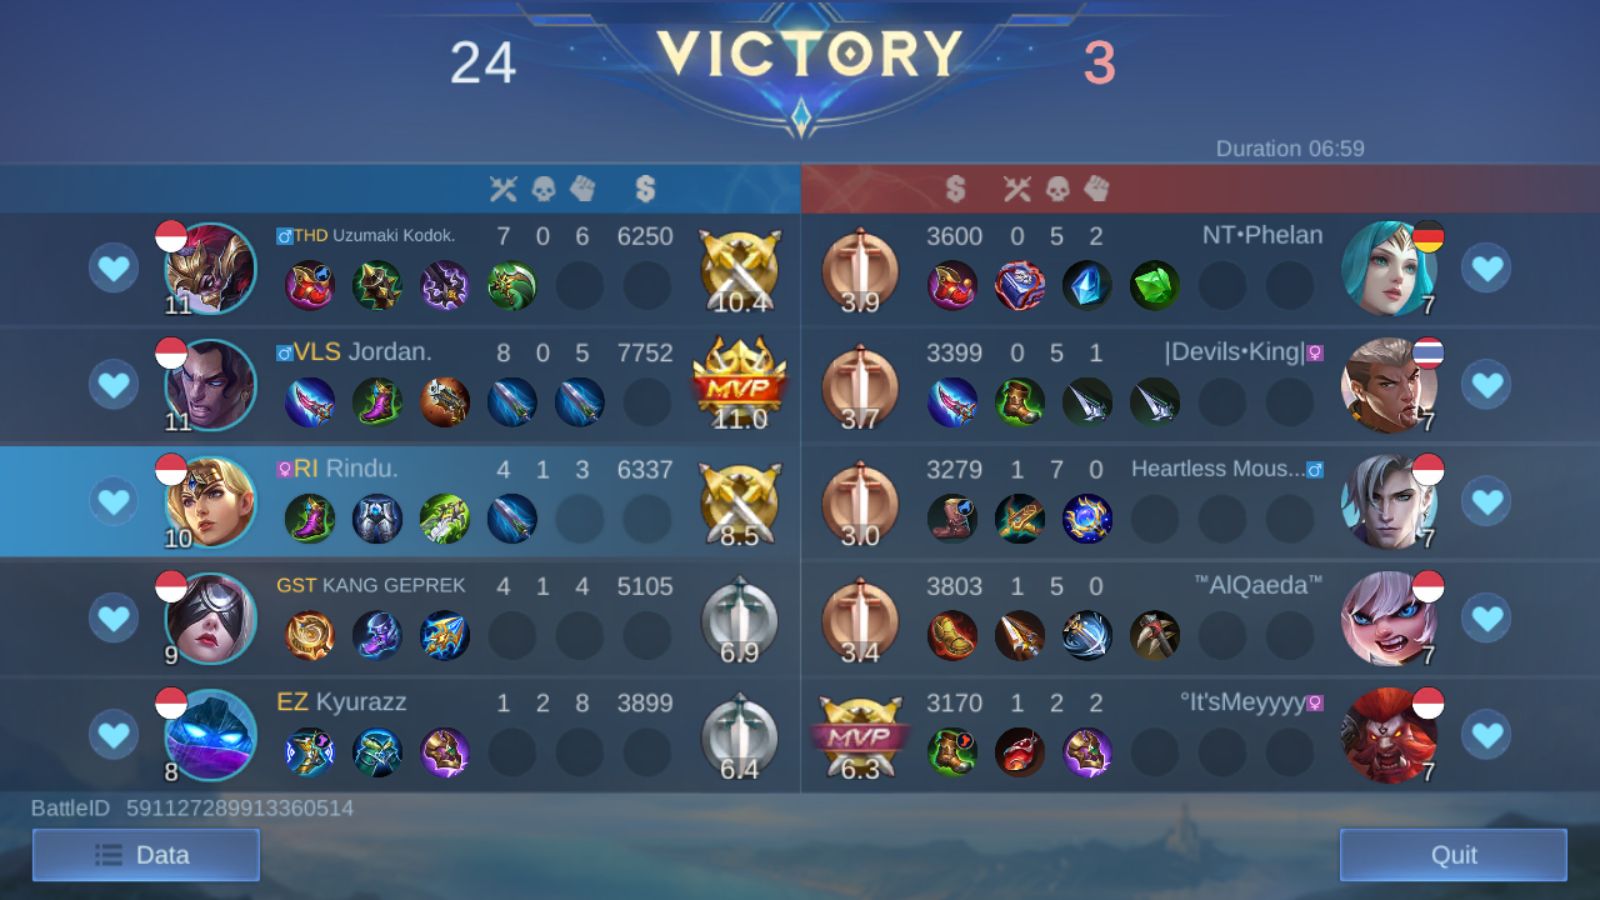 24 VICTORY 3
Duration 06:59
THD Uzumaki Kodok. 7 0 6 6250
11 10.4
3600 0 5 2 NT•Phelan
3.9 7
VLS Jordan. 8 0 5 7752
11 MVP 11.0
3399 0 5 1 |Devils•King|
3.7 7
RI Rindu. 4 1 3 6337
10 8.5
3279 1 7 0 Heartless Mous...
3.0 7
GST KANG GEPREK 4 1 4 5105
9 6.9
3803 1 5 0 ™AlQaeda™
3.4 7
EZ Kyurazz 1 2 8 3899
8 6.4
3170 1 2 2 °It'sMeyyyy
MVP 6.3 7
BattleID 591127289913360514
Data
Quit